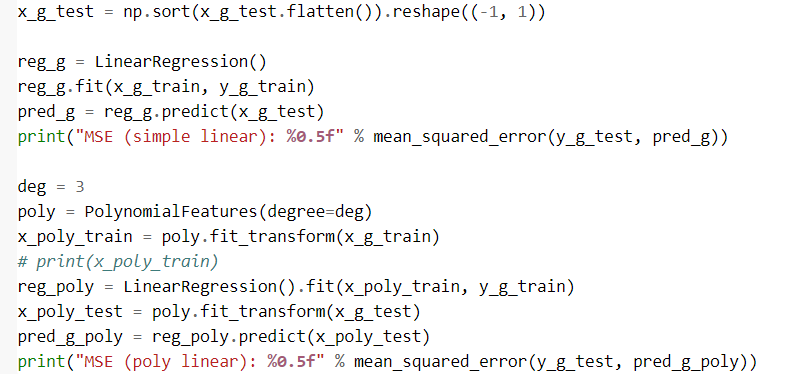 x_g_test = np.sort(x_g_test.flatten()).reshape((-1, 1))
reg_g = LinearRegression()
reg_g.fit(x_g_train, y_g_train)
pred_g = reg_g.predict(x_g_test)
print("MSE (simple linear): %0.5f" % mean_squared_error(y_g_test, pred_g))
deg = 3
poly = PolynomialFeatures(degree=deg)
x_poly_train = poly.fit_transform(x_g_train)
# print(x_poly_train)
reg_poly = LinearRegression().fit(x_poly_train, y_g_train)
x_poly_test = poly.fit_transform(x_g_test)
pred_g_poly = reg_poly.predict(x_poly_test)
print("MSE (poly linear): %0.5f" % mean_squared_error(y_g_test, pred_g_poly))